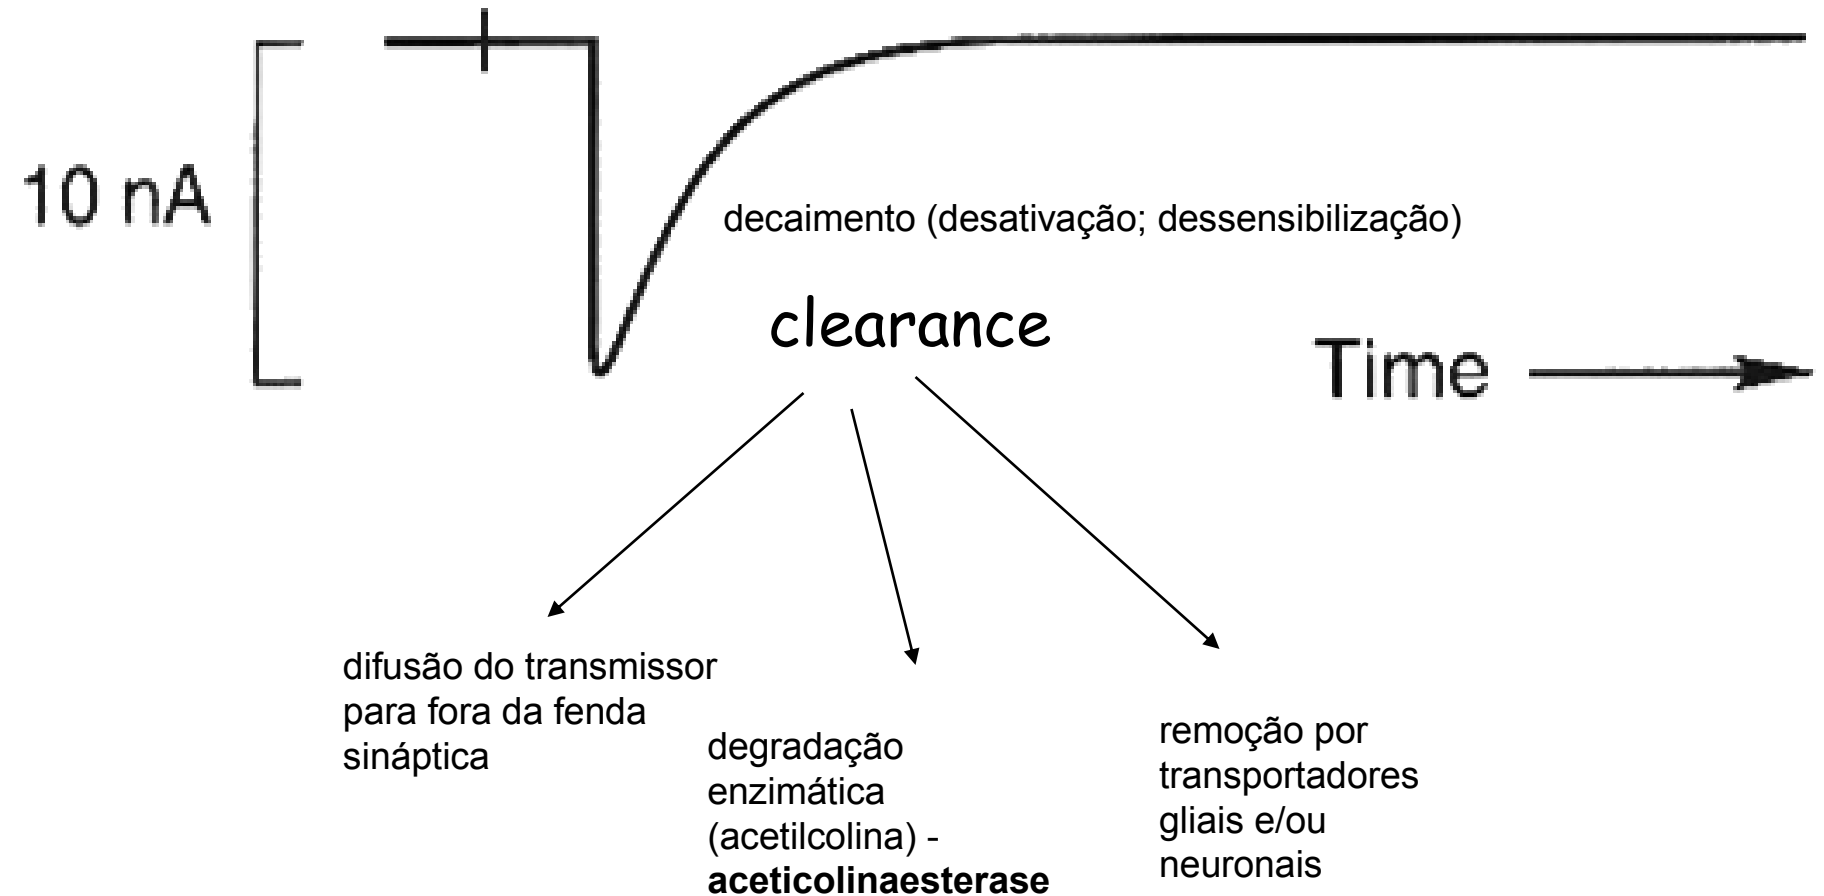 10 nA
decaimento (desativação; dessensibilização)
clearance
Time
difusão do transmissor
para fora da fenda
sináptica
degradação
enzimática
(acetilcolina) -
aceticolinaesterase
remoção por
transportadores
gliais e/ou
neuronais